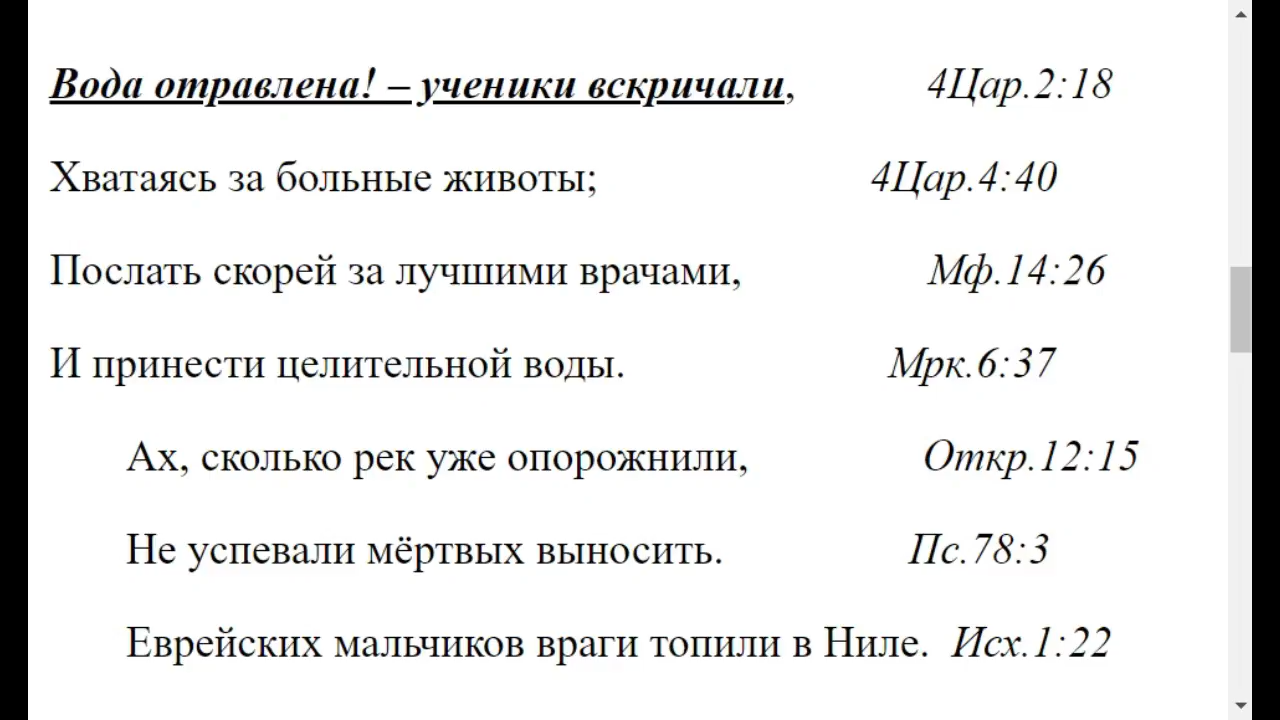 Вода отравлена! – ученики вскричали, 4Цар.2:18
Хватаясь за больные животы; 4Цар.4:40
Послать скорей за лучшими врачами, Мф.14:26
И принести целительной воды. Мрк.6:37
Ах, сколько рек уже опорожнили, Откр.12:15
Не успевали мёртвых выносить. Пс.78:3
Еврейских мальчиков враги топили в Ниле. Исх.1:22